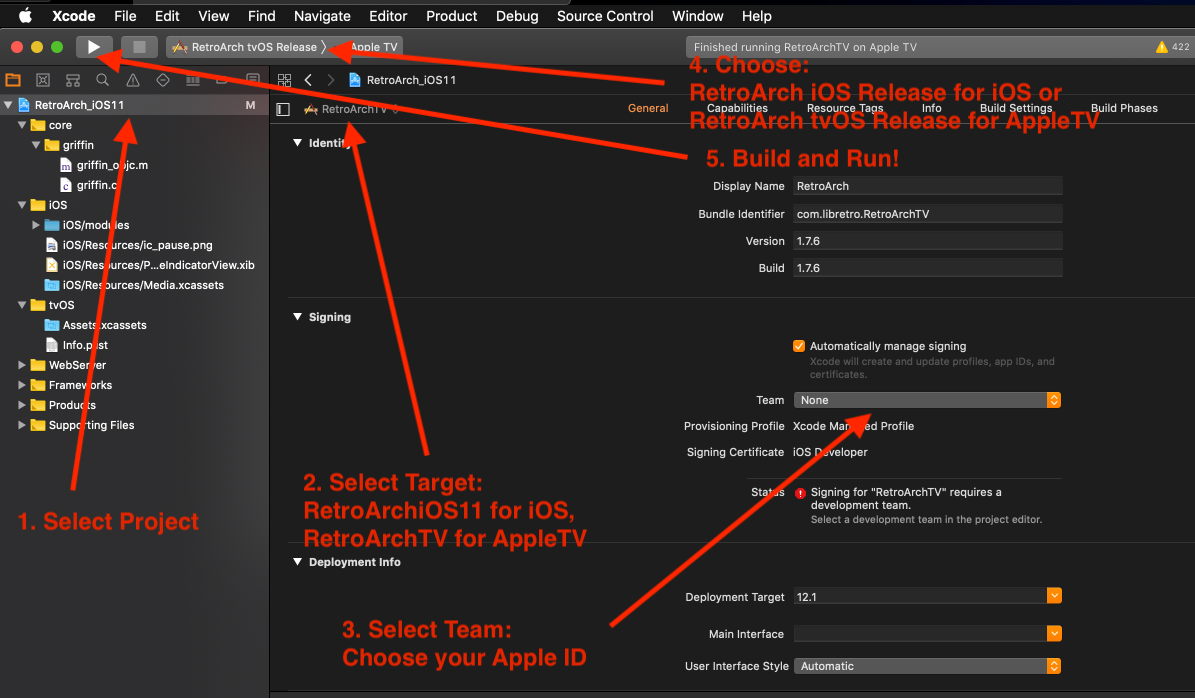 Xcode File Edit View Find Navigate Editor Product Debug Source Control Window Help
RetroArch tvOS Release 〉 Apple TV
Finished running RetroArchTV on Apple TV
422
RetroArch_iOS11
M
core
griffin
griffin_objc.m
griffin.c
iOS
iOS/modules
iOS/Resources/ic_pause.png
iOS/Resources/P...eIndicatorView.xib
iOS/Resources/Media.xcassets
tvOS
Assets.xcassets
Info.plist
WebServer
Frameworks
Products
Supporting Files
1. Select Project
RetroArch_iOS11
RetroArchTV
General Capabilities Resource Tags Info Build Settings Build Phases
4. Choose:
RetroArch iOS Release for iOS or
RetroArch tvOS Release for AppleTV
5. Build and Run!
Identity
Display Name RetroArch
Bundle Identifier com.libretro.RetroArchTV
Version 1.7.6
Build 1.7.6
Signing
Automatically manage signing
Xcode will create and update profiles, app IDs, and
certificates.
Team None
Provisioning Profile Xcode Managed Profile
Signing Certificate iOS Developer
Status Signing for "RetroArchTV" requires a
development team.
Select a development team in the project editor.
2. Select Target:
RetroArchiOS11 for iOS,
RetroArchTV for AppleTV
Deployment Info
Deployment Target 12.1
Main Interface
User Interface Style Automatic
3. Select Team:
Choose your Apple ID